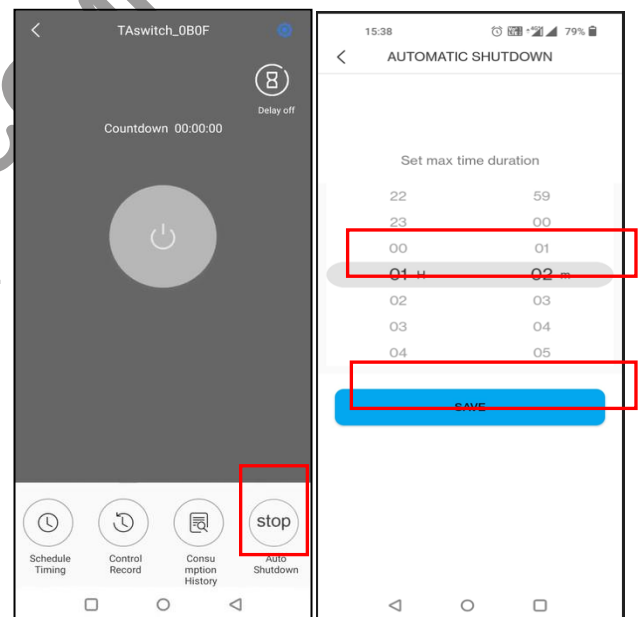 TAswitch_0B0F
Delay off
Countdown 00:00:00
stop
Schedule
Timing
Control
Record
Consu
mption
History
Auto
Shutdown
15:38
79%
AUTOMATIC SHUTDOWN
Set max time duration
22 59
23 00
00 01
01 H 02 m
02 03
03 04
04 05
SAVE